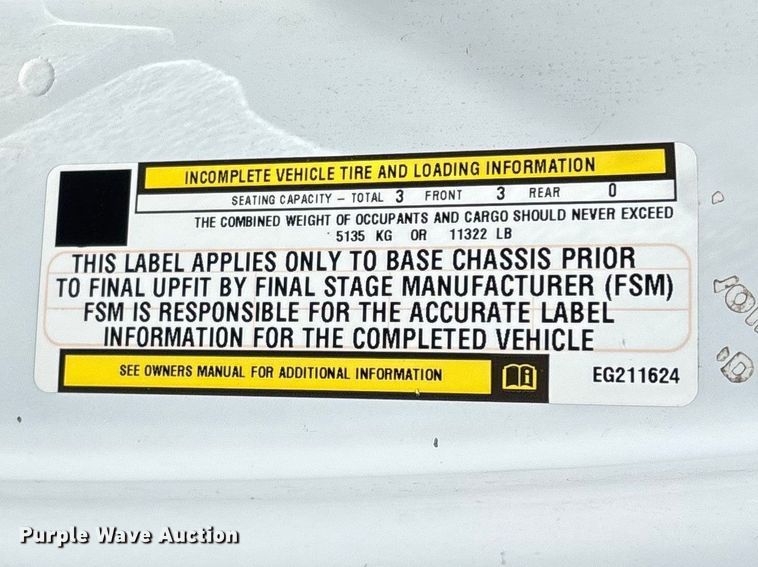 INCOMPLETE VEHICLE TIRE AND LOADING INFORMATION
SEATING CAPACITY – TOTAL 3 FRONT 3 REAR 0
THE COMBINED WEIGHT OF OCCUPANTS AND CARGO SHOULD NEVER EXCEED
5135 KG OR 11322 LB
THIS LABEL APPLIES ONLY TO BASE CHASSIS PRIOR
TO FINAL UPFIT BY FINAL STAGE MANUFACTURER (FSM)
FSM IS RESPONSIBLE FOR THE ACCURATE LABEL
INFORMATION FOR THE COMPLETED VEHICLE
SEE OWNERS MANUAL FOR ADDITIONAL INFORMATION
EG211624
Purple Wave Auction